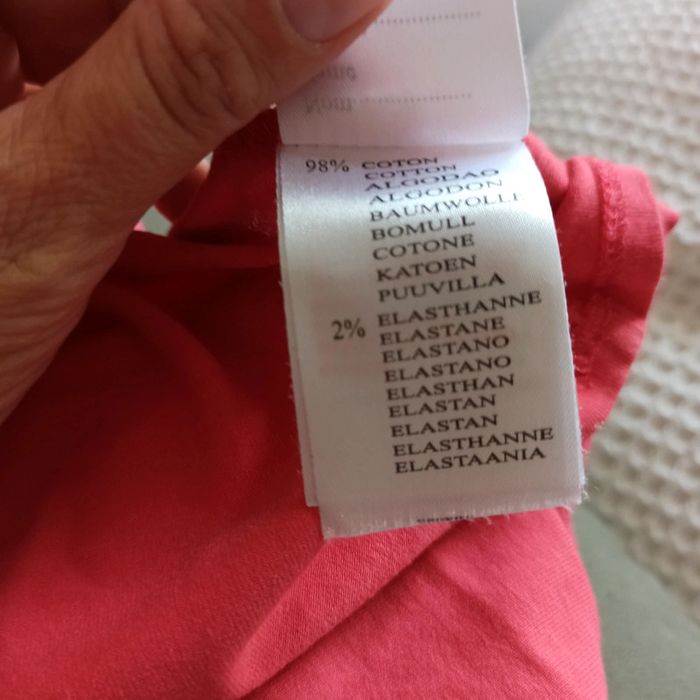 98% COTON
COTTON
ALGODAO
ALGODON
BAUMWOLLE
BOMULL
COTONE
KATOEN
PUUVILLA
2% ELASTHANNE
ELASTANE
ELASTANO
ELASTANO
ELASTHAN
ELASTAN
ELASTAN
ELASTHANNE
ELASTAANIA